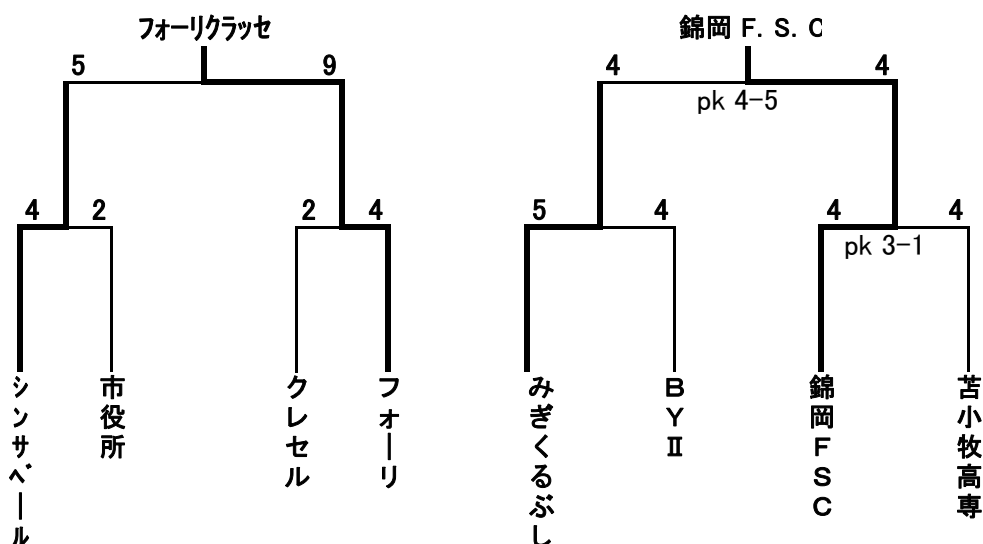 フォーリクラッセ
錦岡 F. S. C
5
9
4
4
pk 4-5
4
2
2
4
5
4
4
4
pk 3-1
シンサベール
市役所
クレセル
フォーリ
みぎくるぶし
BYⅡ
錦岡FSC
苫小牧高専